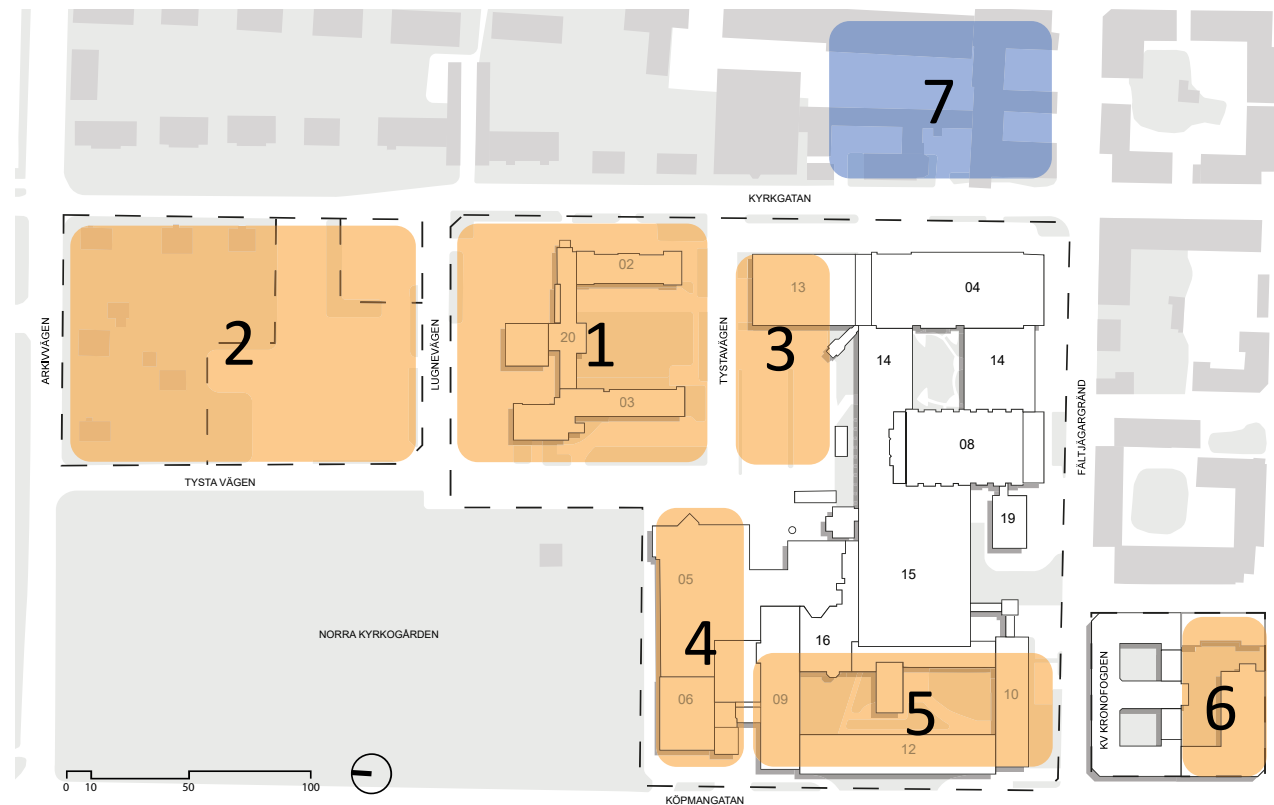 7
KYRKGATAN
02
13
04
ARKIVVÄGEN
2
LUGNEVÄGEN
20
1
TYSTAVÄGEN
3
14
14
03
08
FÄLTJÄGARGRÄND
TYSTA VÄGEN
19
05
15
NORRA KYRKOGÅRDEN
4
16
06
09
5
10
KV KRONOFOGDEN
6
12
0 10 50 100
KÖPMANGATAN